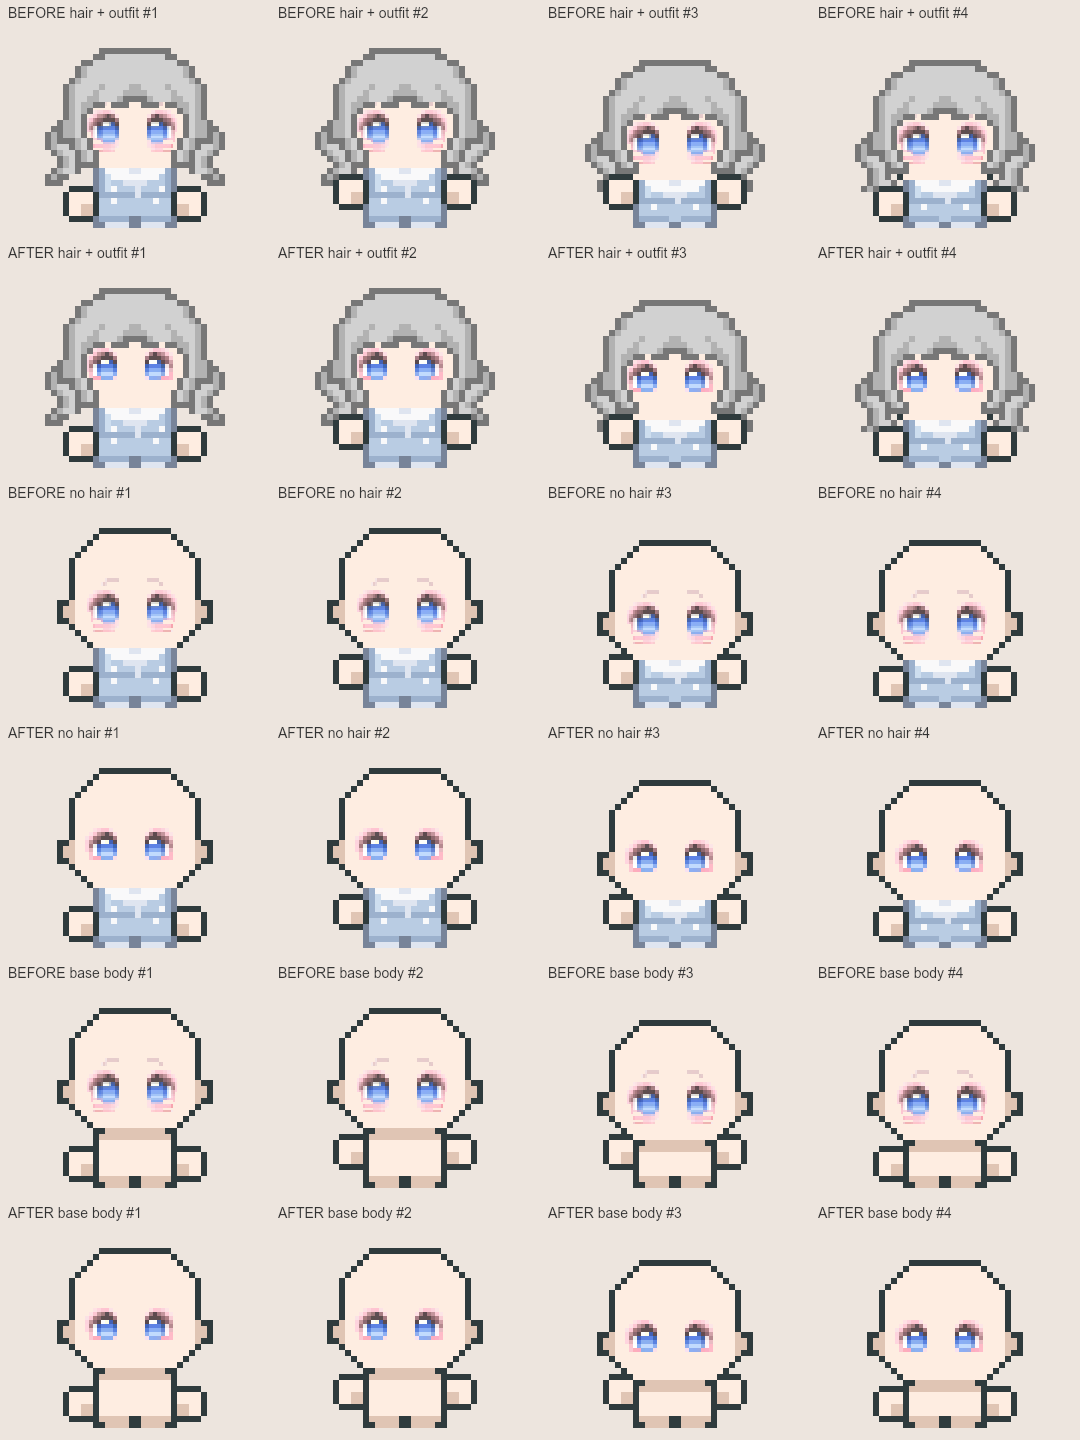 BEFORE hair + outfit #1 BEFORE hair + outfit #2 BEFORE hair + outfit #3 BEFORE hair + outfit #4
AFTER hair + outfit #1 AFTER hair + outfit #2 AFTER hair + outfit #3 AFTER hair + outfit #4
BEFORE no hair #1 BEFORE no hair #2 BEFORE no hair #3 BEFORE no hair #4
AFTER no hair #1 AFTER no hair #2 AFTER no hair #3 AFTER no hair #4
BEFORE base body #1 BEFORE base body #2 BEFORE base body #3 BEFORE base body #4
AFTER base body #1 AFTER base body #2 AFTER base body #3 AFTER base body #4